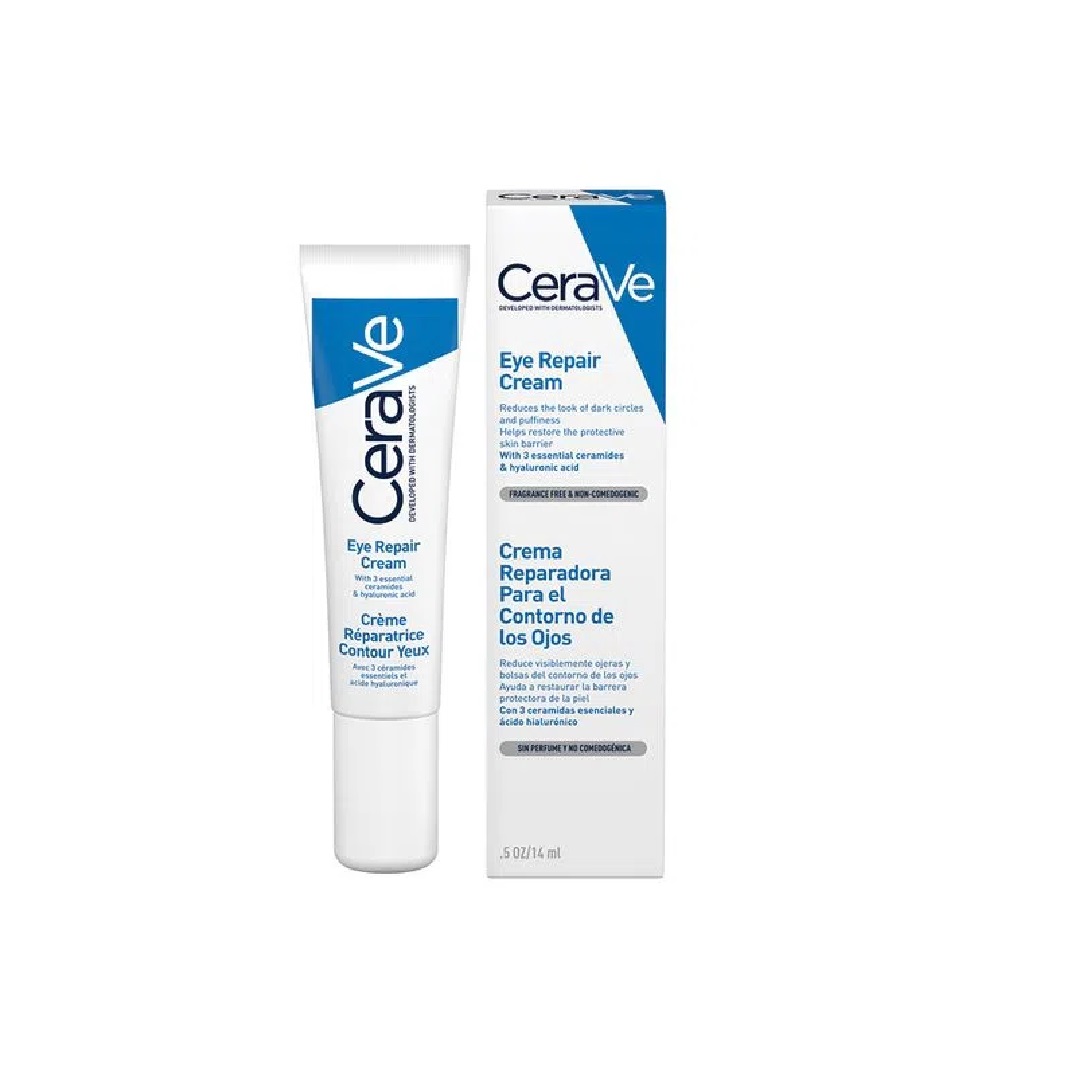 CeraVe
DEVELOPED WITH DERMATOLOGISTS
Eye Repair
Cream
With 3 essential
ceramides
& hyaluronic acid
Crème
Réparatrice
Contour Yeux
Avec 3 céramides
essentiels et
acide hyaluronique
CeraVe
CeraVe
DEVELOPED WITH DERMATOLOGISTS
Eye Repair
Cream
Reduces the look of dark circles
and puffiness
Helps restore the protective
skin barrier
With 3 essential ceramides
& hyaluronic acid
FRAGRANCE FREE & NON-COMEDOGENIC
Crema
Reparadora
Para el
Contorno de
los Ojos
Reduce visiblemente ojeras y
bolsas del contorno de los ojos
Ayuda a restaurar la barrera
protectora de la piel
Con 3 ceramidas esenciales y
ácido hialurónico
SIN PERFUME Y NO COMEDOGÉNICA
.5 OZ/14 ml